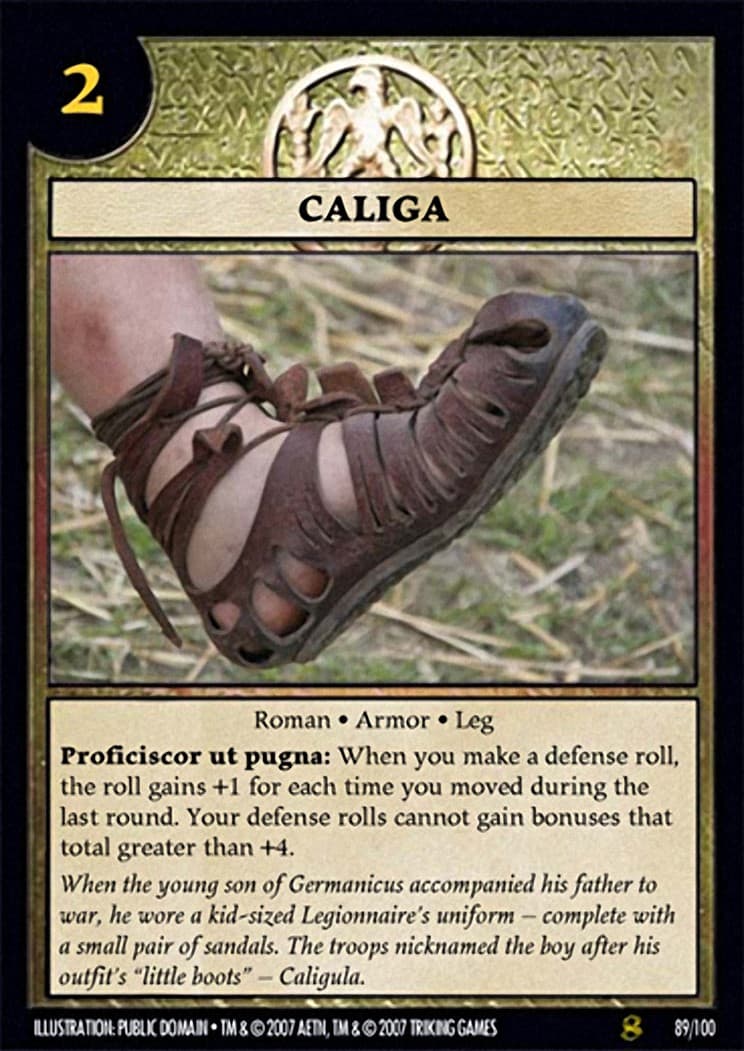 2
CALIGA
Roman • Armor • Leg
Proficiscor ut pugna: When you make a defense roll,
the roll gains +1 for each time you moved during the
last round. Your defense rolls cannot gain bonuses that
total greater than +4.
When the young son of Germanicus accompanied his father to
war, he wore a kid-sized Legionnaire's uniform – complete with
a small pair of sandals. The troops nicknamed the boy after his
outfit's "little boots" – Caligula.
ILLUSTRATION: PUBLIC DOMAIN • TM & © 2007 AETN, TM & © 2007 TRIKING GAMES 89/100